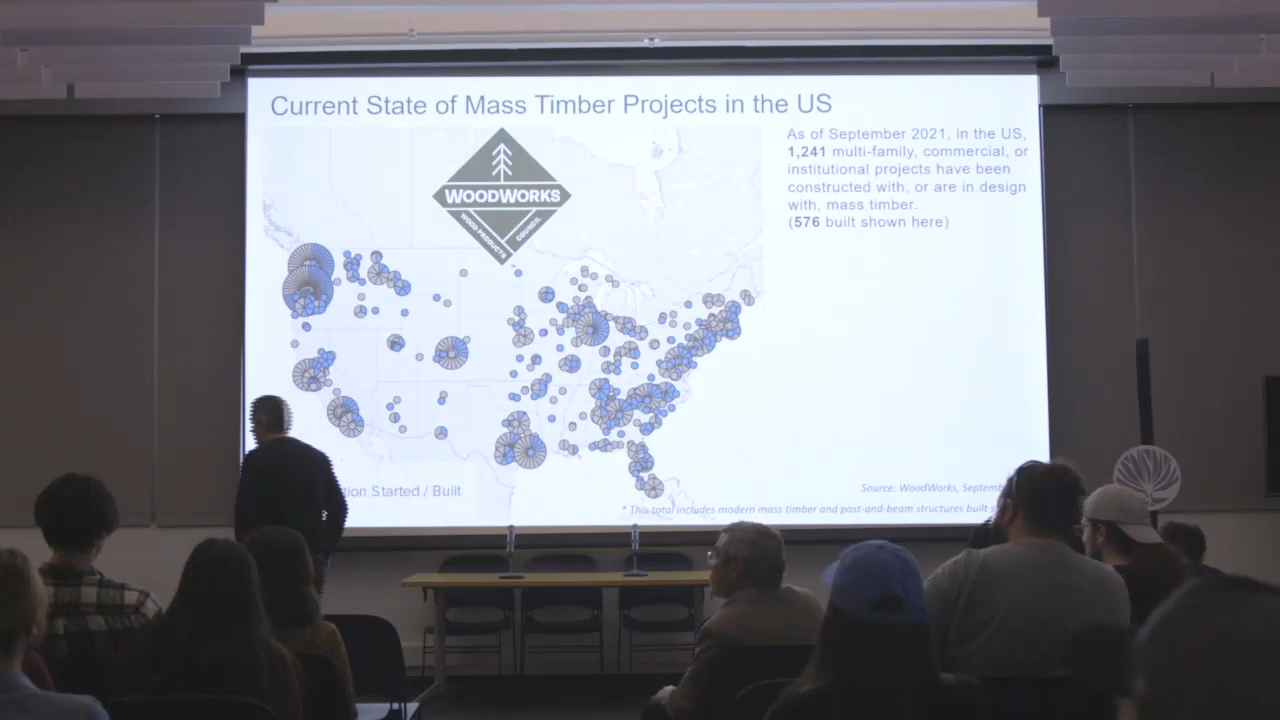 Current State of Mass Timber Projects in the US
As of September 2021, in the US,
1,241 multi-family, commercial, or
institutional projects have been
constructed with, or are in design
with, mass timber.
(576 built shown here)
WOODWORKS
WOOD PRODUCTS
COUNCIL
Started / Built
Source: WoodWorks,
* This total includes modern mass timber and post-and-beam structures built